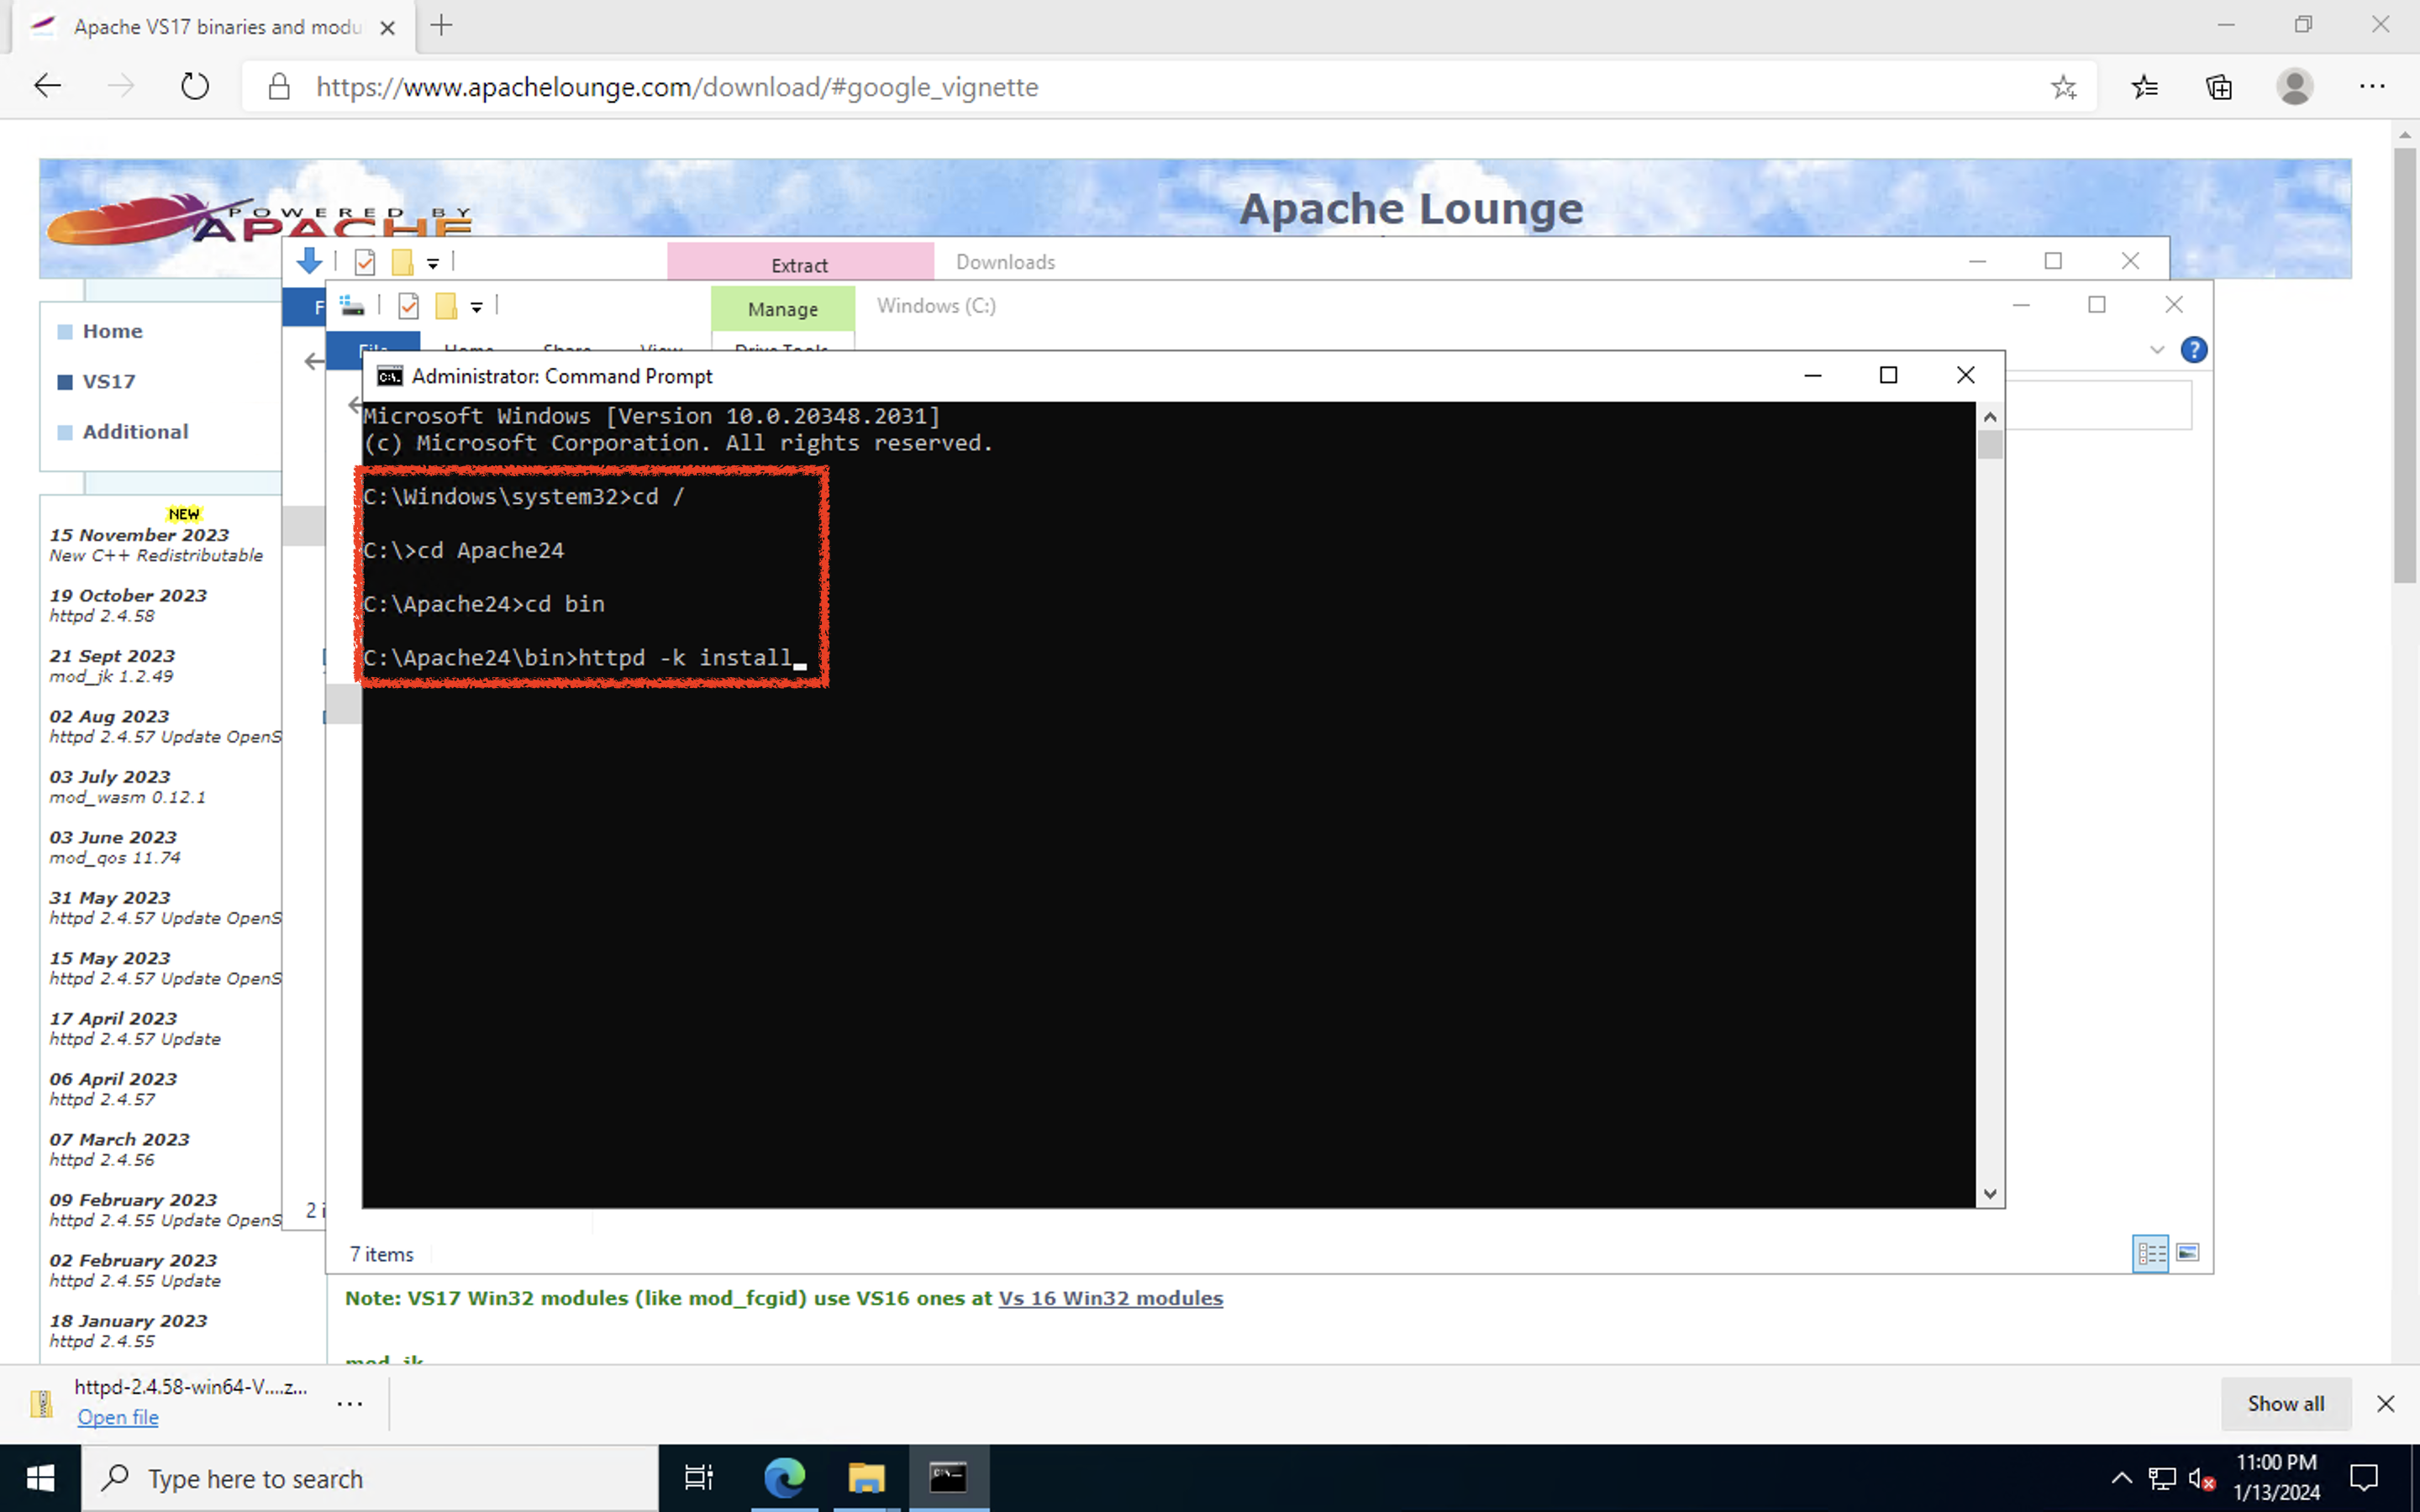 Apache VS17 binaries and modu
https://www.apachelounge.com/download/#google_vignette
POWERED BY
APACHE
Apache Lounge
Extract
Downloads
Manage
Windows (C:)
Home
VS17
Additional
File
Home
Share
View
Drive Tools
Administrator: Command Prompt
Microsoft Windows [Version 10.0.20348.2031]
(c) Microsoft Corporation. All rights reserved.
C:\Windows\system32>cd /
C:\>cd Apache24
C:\Apache24>cd bin
C:\Apache24\bin>httpd -k install
NEW
15 November 2023
New C++ Redistributable
19 October 2023
httpd 2.4.58
21 Sept 2023
mod_jk 1.2.49
02 Aug 2023
httpd 2.4.57 Update OpenS
03 July 2023
mod_wasm 0.12.1
03 June 2023
mod_qos 11.74
31 May 2023
httpd 2.4.57 Update OpenS
15 May 2023
httpd 2.4.57 Update OpenS
17 April 2023
httpd 2.4.57 Update
06 April 2023
httpd 2.4.57
07 March 2023
httpd 2.4.56
09 February 2023
httpd 2.4.55 Update OpenS
02 February 2023
httpd 2.4.55 Update
18 January 2023
httpd 2.4.55
2 i
7 items
Note: VS17 Win32 modules (like mod_fcgid) use VS16 ones at Vs 16 Win32 modules
mod_jk
httpd-2.4.58-win64-V....z...
Open file
Show all
Type here to search
11:00 PM
1/13/2024